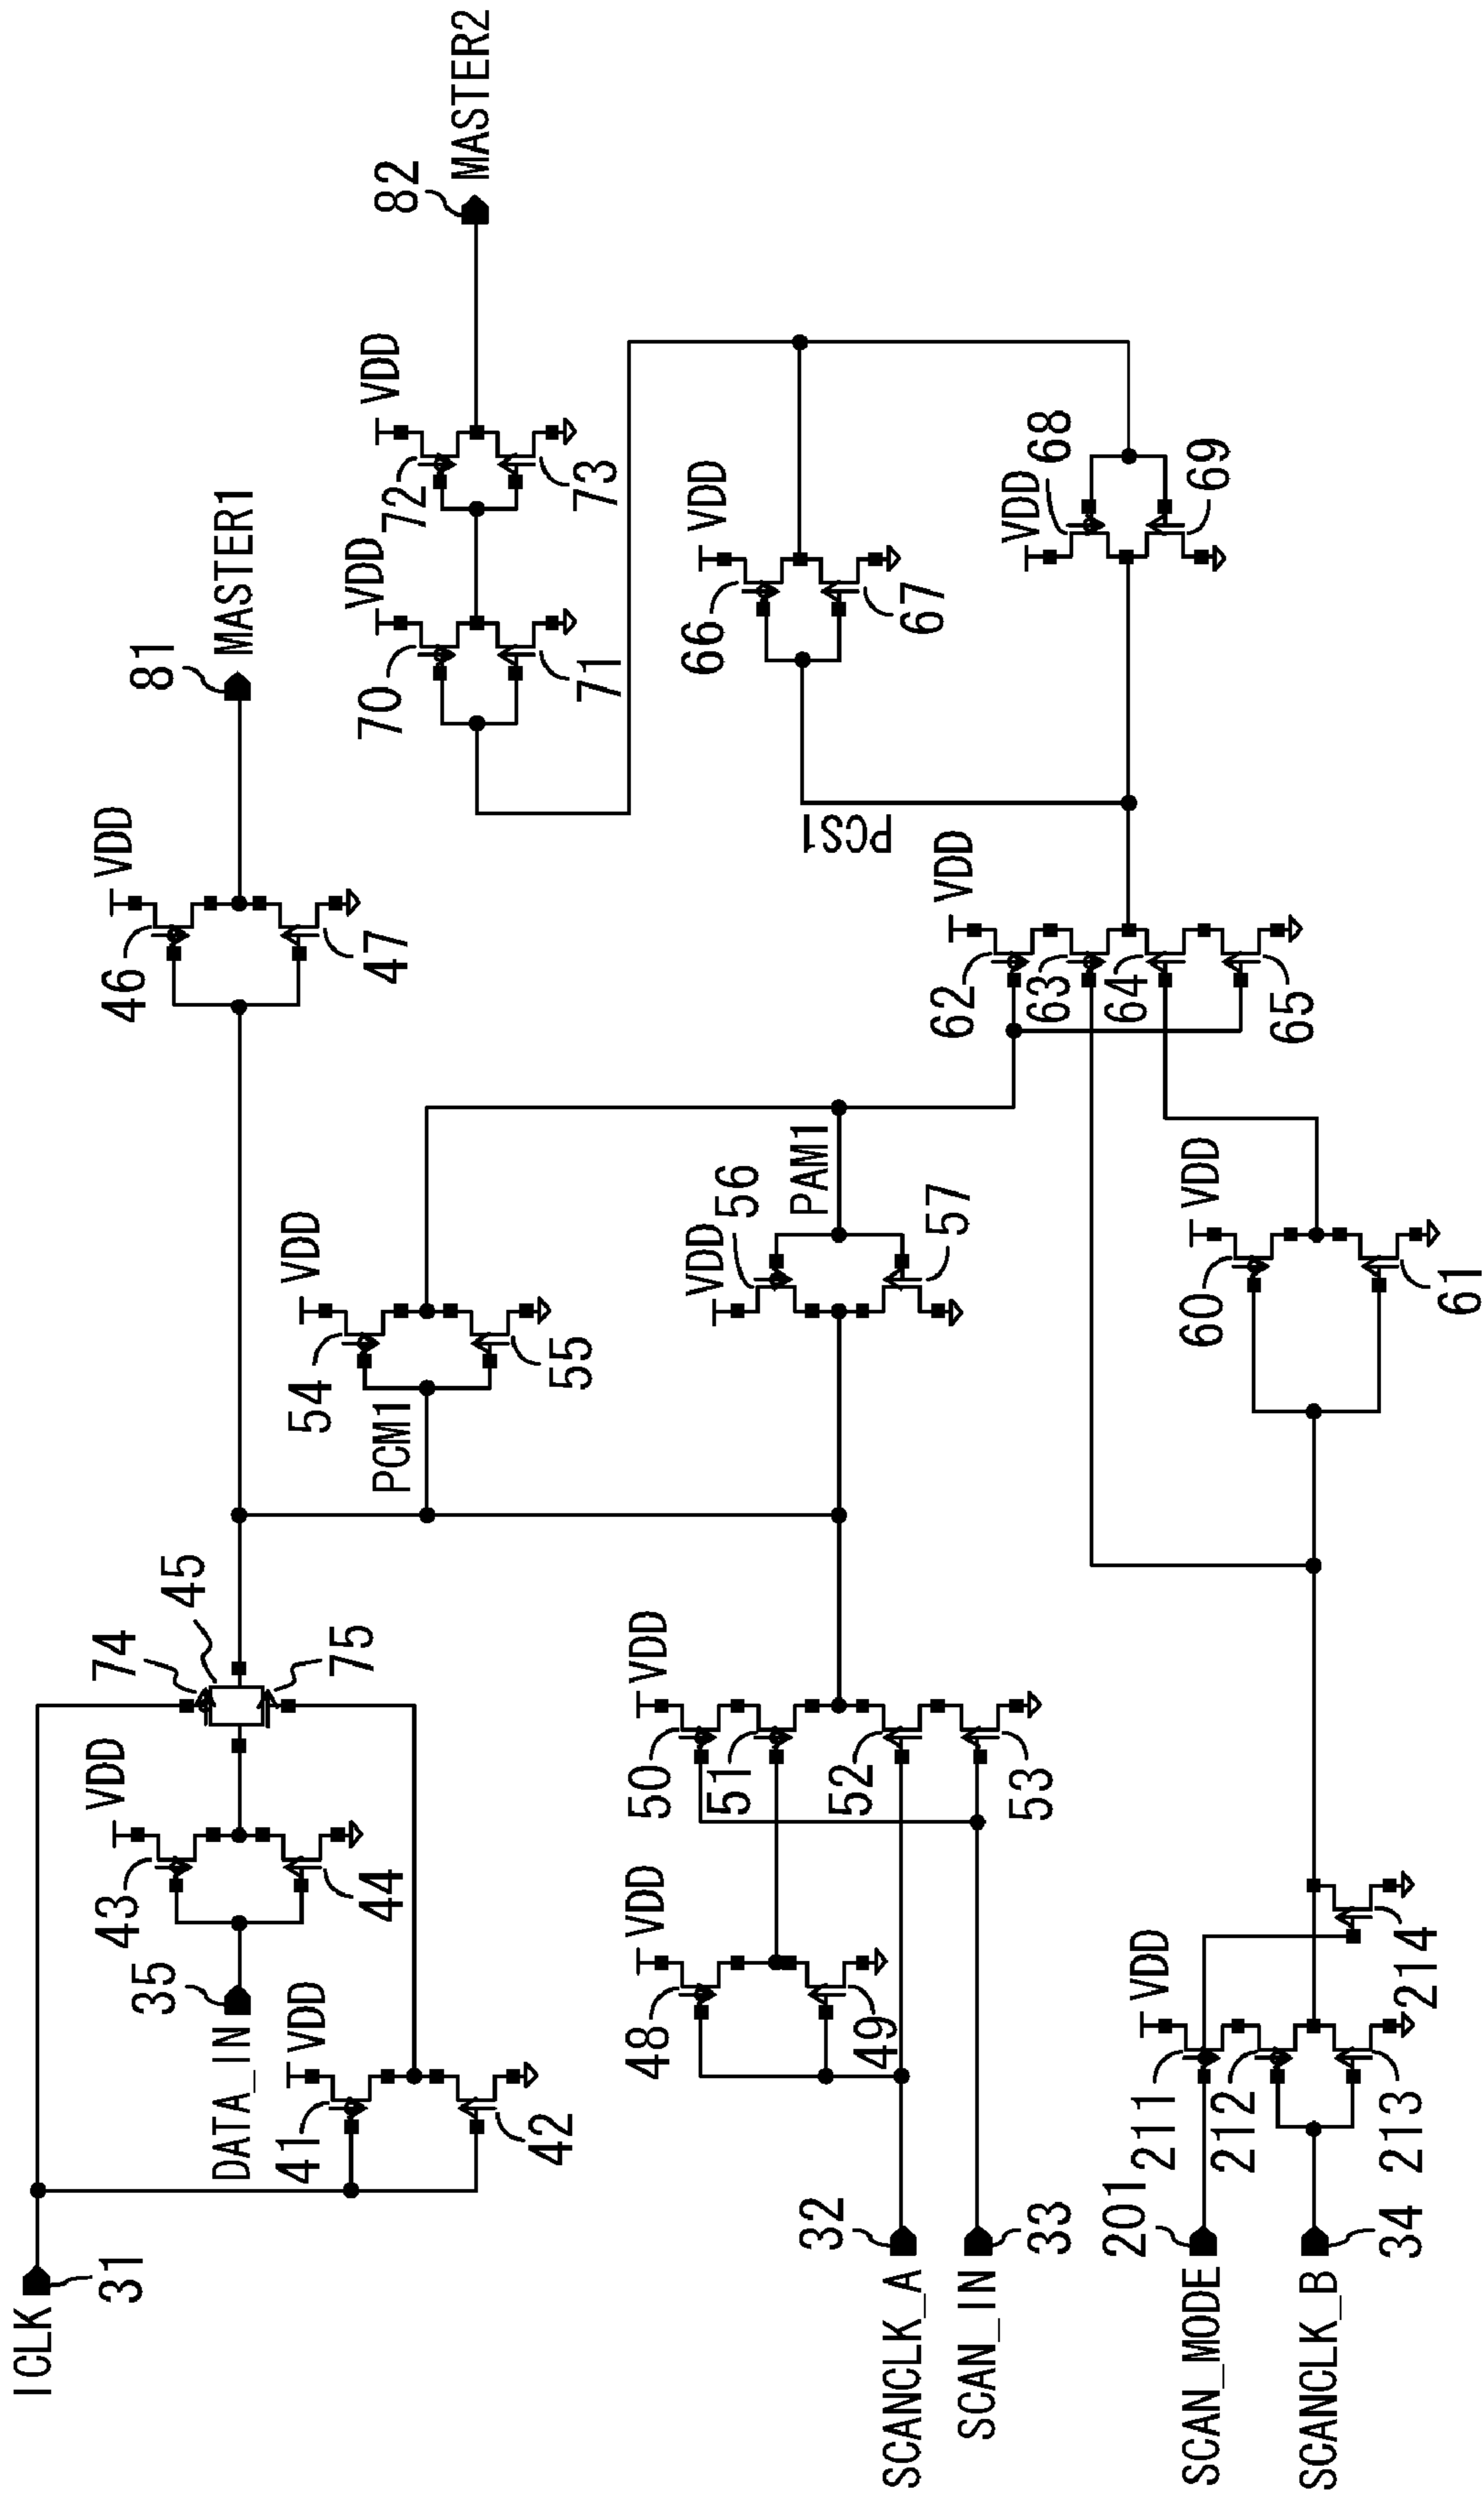 ICLK
31
DATA_IN
35
41
42
VDD
43
44
VDD
74
45
75
46
47
VDD
81
MASTER1
SCANCLK_A
32
SCAN_IN
33
48
49
VDD
50
51
52
53
VDD
PCM1
54
55
VDD
56
57
VDD
PAM1
70
71
VDD
72
73
VDD
82
MASTER2
SCAN_MODE
201
SCANCLK_B
34
211
212
213
214
VDD
60
61
VDD
62
63
64
65
VDD
PCS1
66
67
VDD
68
69
VDD